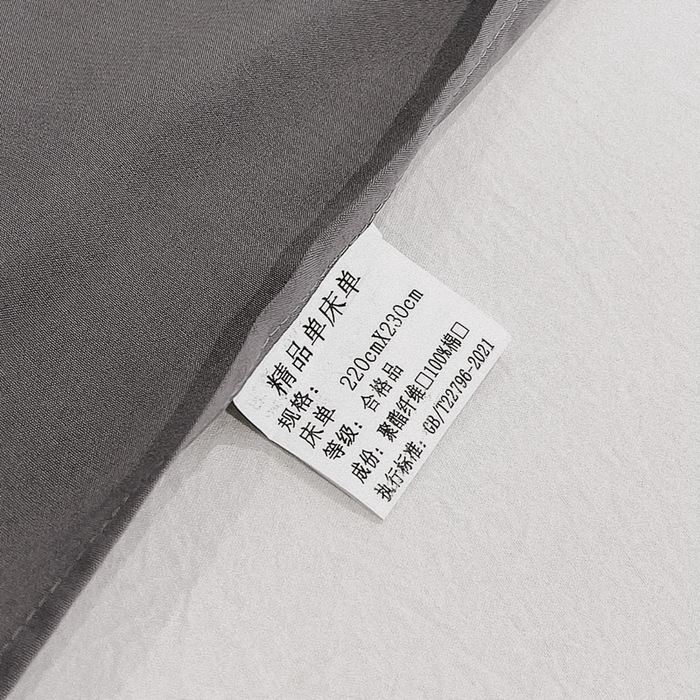 精品单床单
规格：
床单 220cmX230cm
等级： 合格品
成份： 聚酯纤维□100%棉□
执行标准： GB/T22796-2021